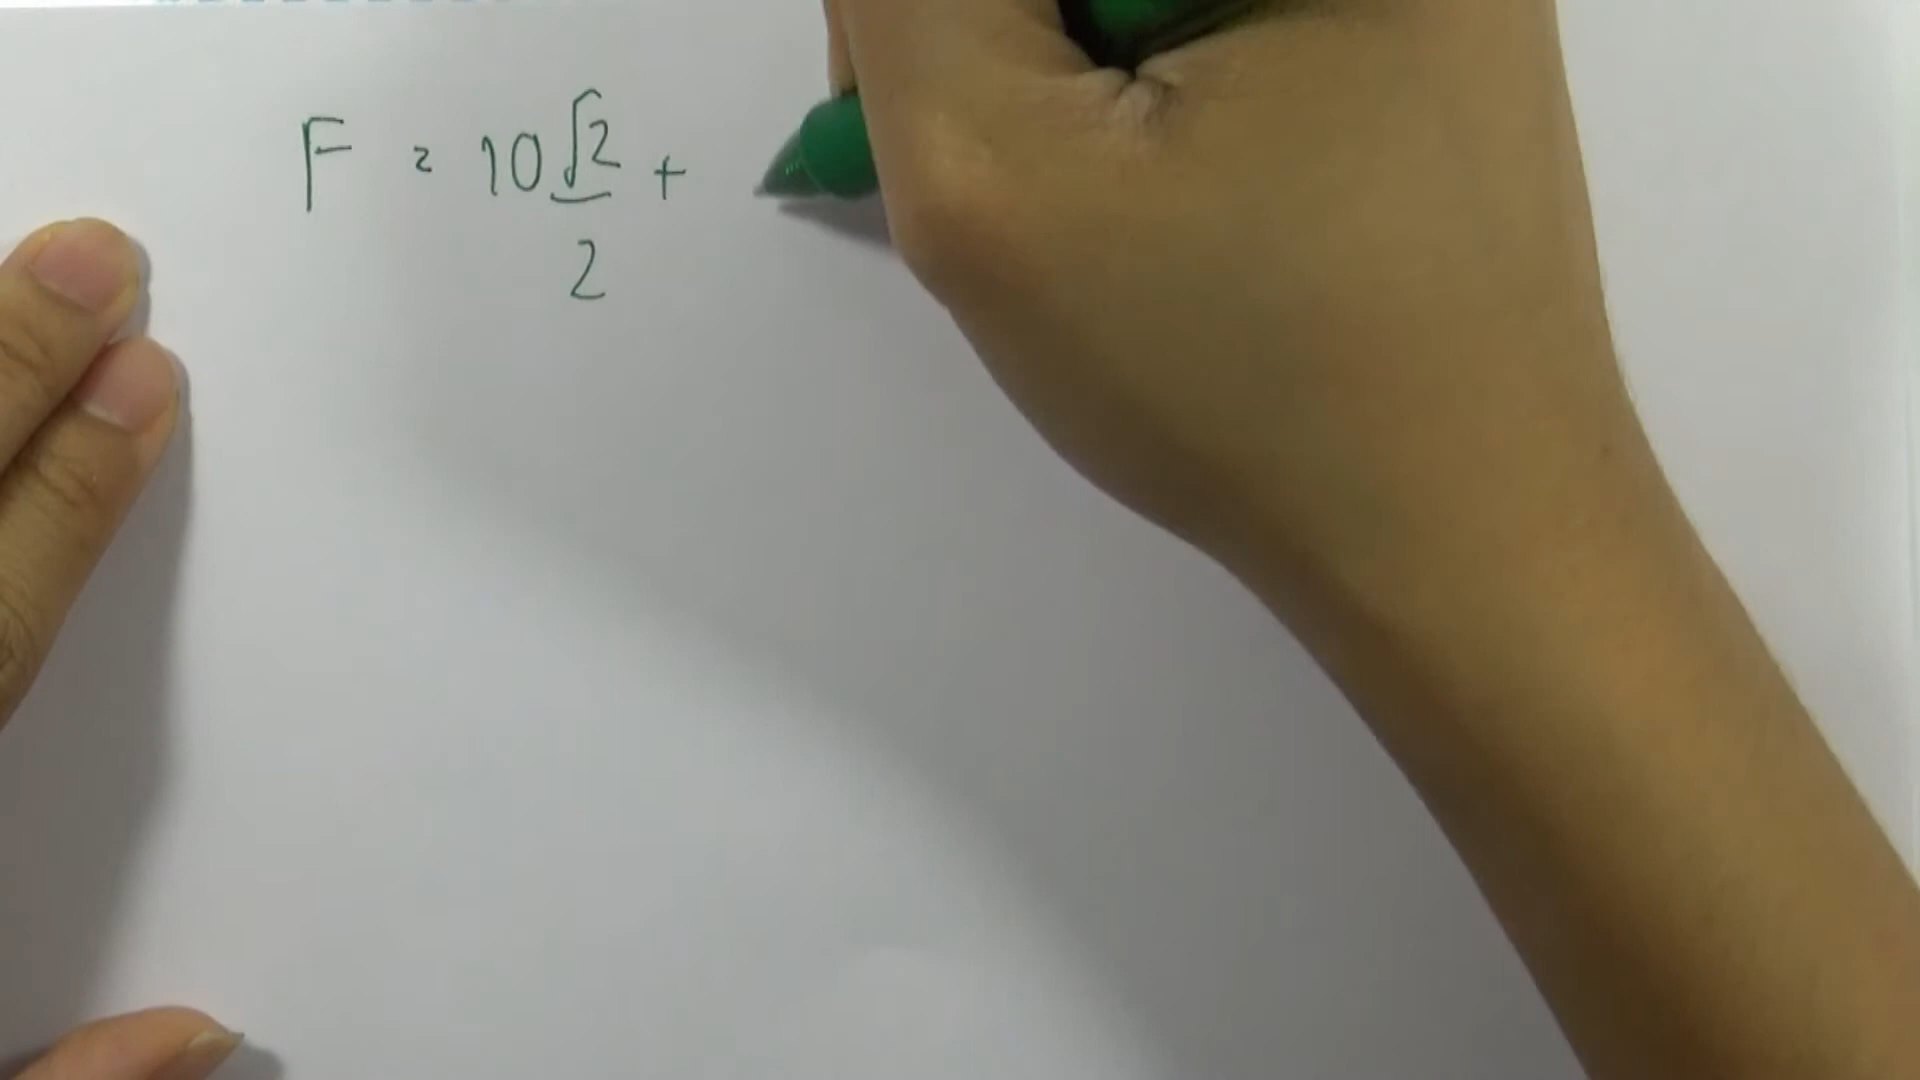 F = 10 √2/2 +